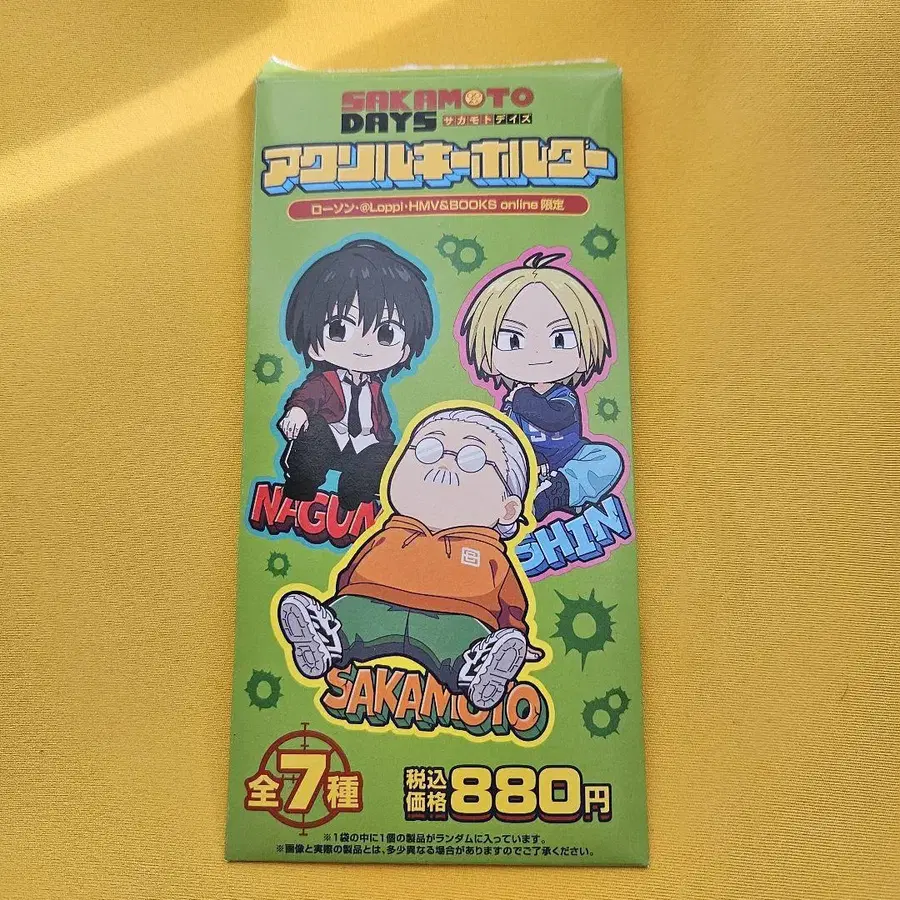 SAKAMOTO
DAYS サカモトデイズ
アクリルキーホルダー
ローソン・@Loppi・HMV&BOOKS online 限定
NAGUM
SHIN
SAKAMOTO
全7種
税込価格880円
※1袋の中に1個の製品がランダムに入っています。
※画像と実際の製品とは、多少異なる場合がありますのでご了承ください。